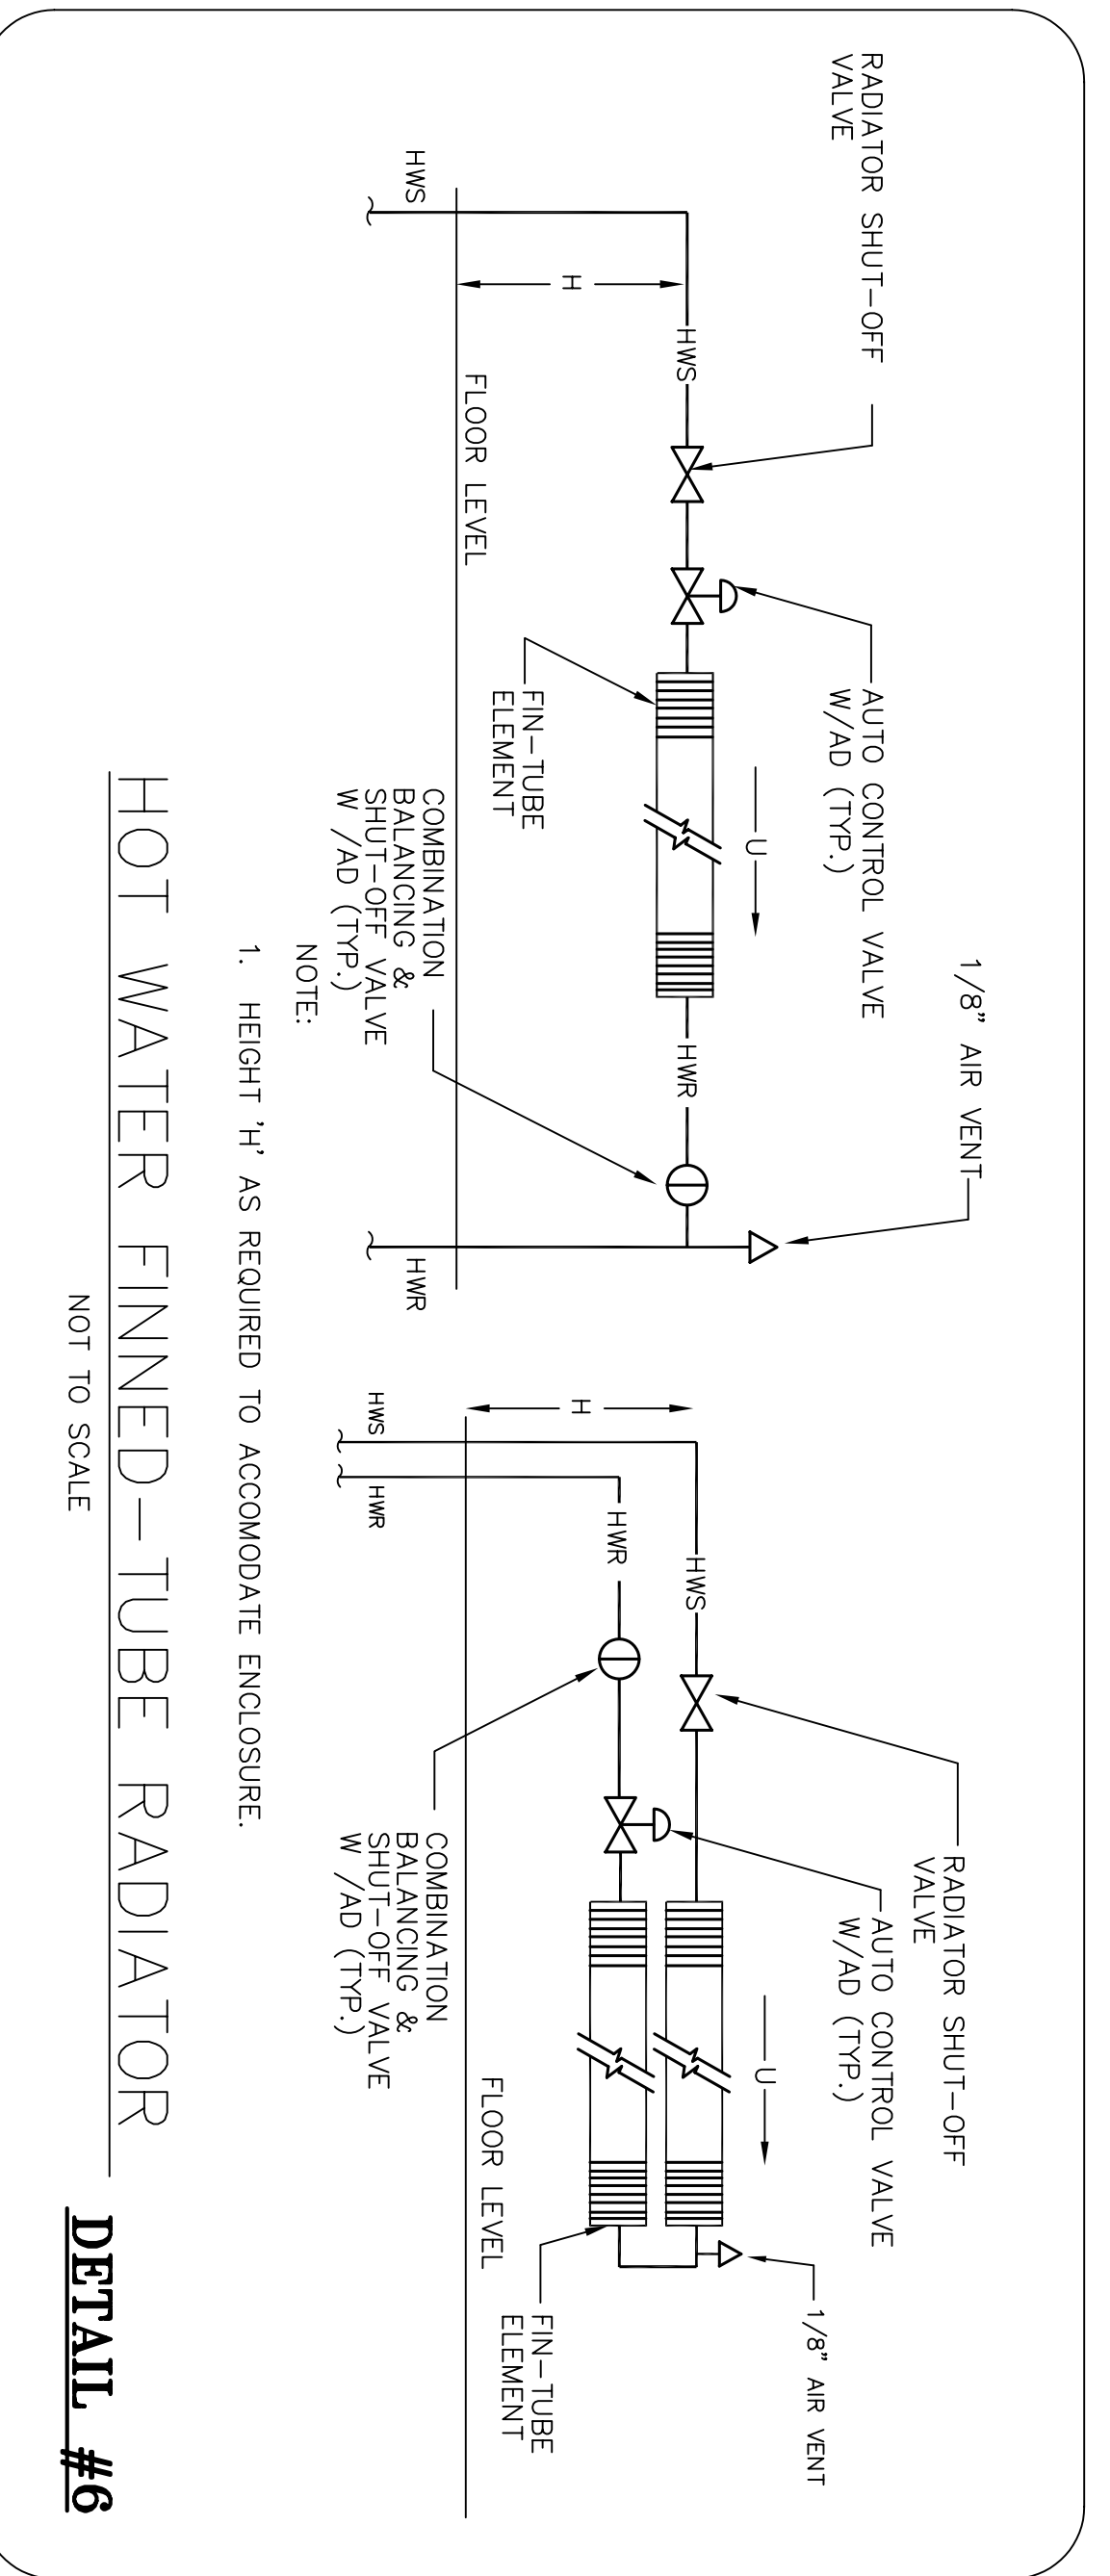 RADIATOR SHUT-OFF
VALVE
HWS
H
HWS
FLOOR LEVEL
AUTO CONTROL VALVE
W/AD (TYP.)
FIN-TUBE
ELEMENT
U
1/8" AIR VENT
HWR
COMBINATION
BALANCING &
SHUT-OFF VALVE
W /AD (TYP.)
HWR
RADIATOR SHUT-OFF
VALVE
AUTO CONTROL VALVE
W/AD (TYP.)
H
HWS
HWR
HWS
HWR
U
1/8" AIR VENT
FLOOR LEVEL
FIN-TUBE
ELEMENT
COMBINATION
BALANCING &
SHUT-OFF VALVE
W /AD (TYP.)
NOTE:
1. HEIGHT 'H' AS REQUIRED TO ACCOMODATE ENCLOSURE.
HOT WATER FINNED-TUBE RADIATOR
NOT TO SCALE
DETAIL #6